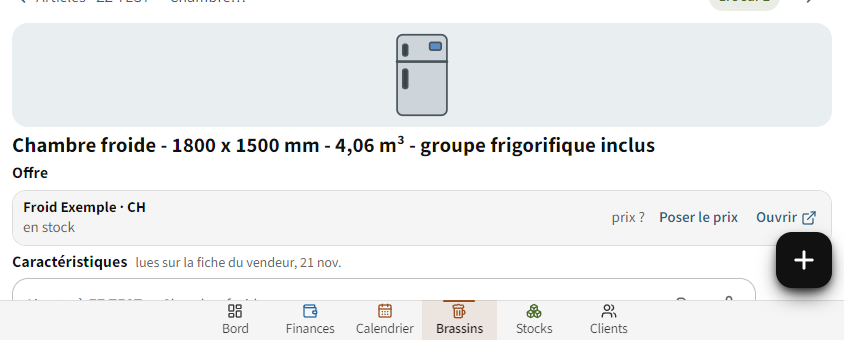 Chambre froide - 1800 x 1500 mm - 4,06 m³ - groupe frigorifique inclus
Offre
Froid Exemple · CH
en stock
prix ? Poser le prix Ouvrir
Caractéristiques lues sur la fiche du vendeur, 21 nov.
Bord Finances Calendrier Brassins Stocks Clients